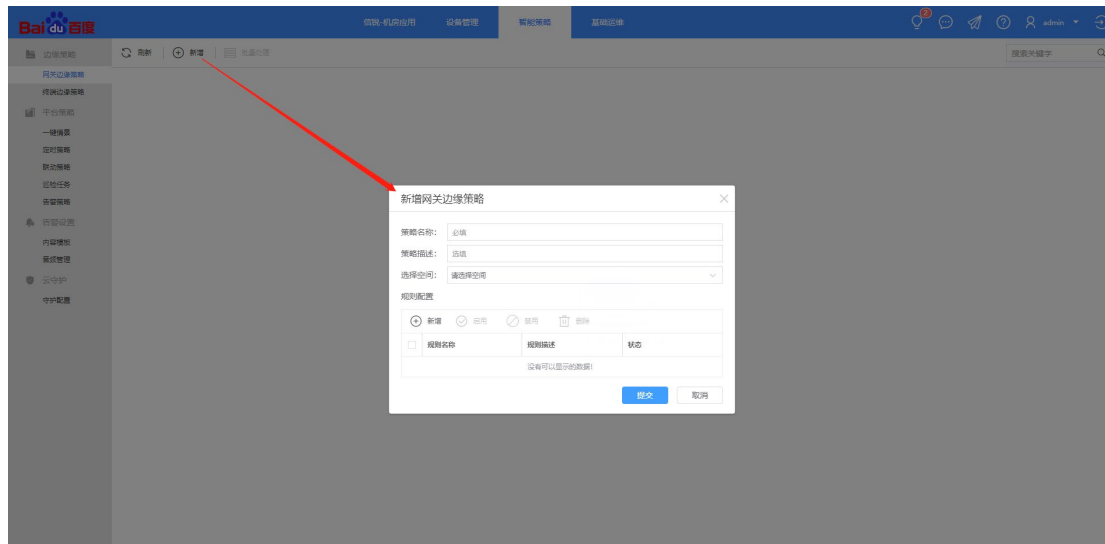 Bai du 百度
信锐-机房应用 设备管理 智能策略 基础运维
admin
边缘策略
刷新 新增 批量处理
搜索关键字
网关边缘策略
终端边缘策略
平台策略
一键情景
定时策略
联动策略
巡检任务
告警策略
告警设置
内容模板
音频管理
云守护
守护配置
新增网关边缘策略
策略名称: 必填
策略描述: 选填
选择空间: 请选择空间
规则配置
新增 启用 禁用 删除
规则名称 规则描述 状态
没有可以显示的数据!
提交 取消